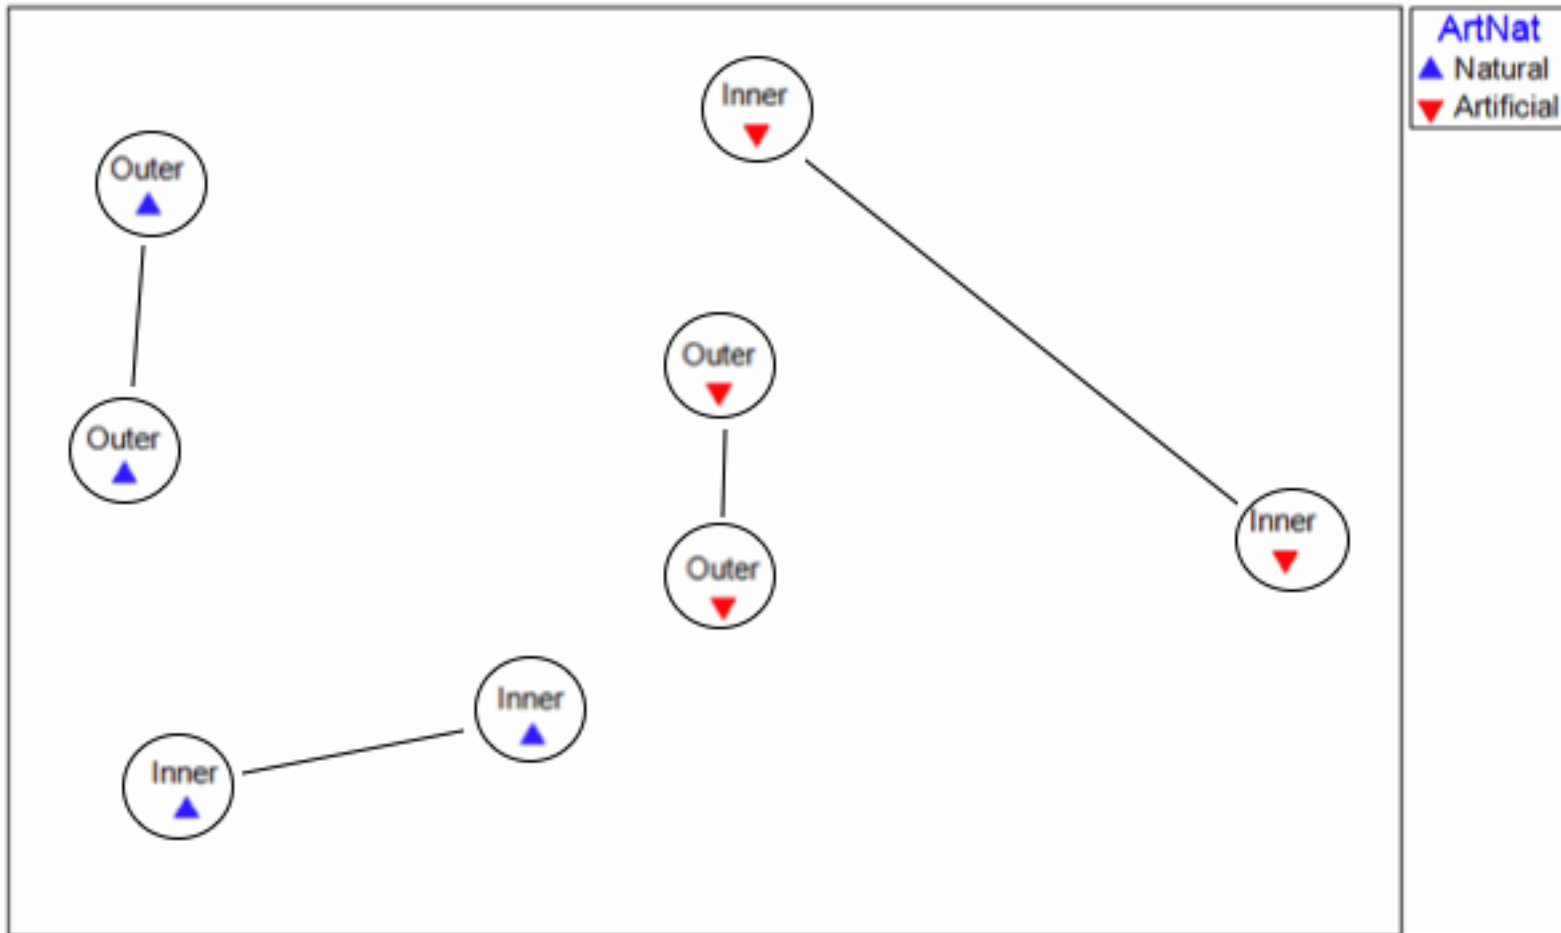 ArtNat
Natural
Artificial
Inner
Outer
Outer
Outer
Inner
Outer
Inner
Inner